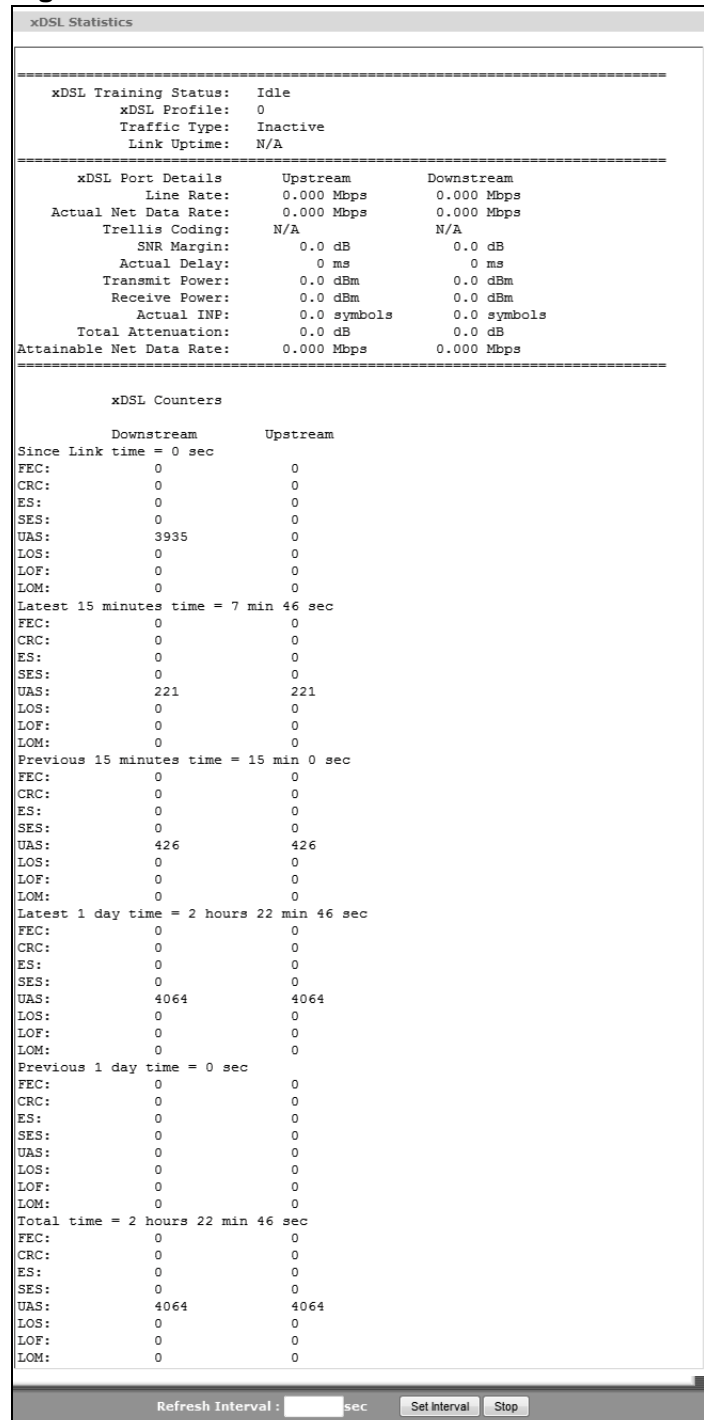 xDSL Statistics
============================================================================
xDSL Training Status: Idle
xDSL Profile: 0
Traffic Type: Inactive
Link Uptime: N/A
============================================================================
xDSL Port Details Upstream Downstream
Line Rate: 0.000 Mbps 0.000 Mbps
Actual Net Data Rate: 0.000 Mbps 0.000 Mbps
Trellis Coding: N/A N/A
SNR Margin: 0.0 dB 0.0 dB
Actual Delay: 0 ms 0 ms
Transmit Power: 0.0 dBm 0.0 dBm
Receive Power: 0.0 dBm 0.0 dBm
Actual INP: 0.0 symbols 0.0 symbols
Total Attenuation: 0.0 dB 0.0 dB
Attainable Net Data Rate: 0.000 Mbps 0.000 Mbps
============================================================================
xDSL Counters
Downstream Upstream
Since Link time = 0 sec
FEC: 0 0
CRC: 0 0
ES: 0 0
SES: 0 0
UAS: 3935 0
LOS: 0 0
LOF: 0 0
LOM: 0 0
Latest 15 minutes time = 7 min 46 sec
FEC: 0 0
CRC: 0 0
ES: 0 0
SES: 0 0
UAS: 221 221
LOS: 0 0
LOF: 0 0
LOM: 0 0
Previous 15 minutes time = 15 min 0 sec
FEC: 0 0
CRC: 0 0
ES: 0 0
SES: 0 0
UAS: 426 426
LOS: 0 0
LOF: 0 0
LOM: 0 0
Latest 1 day time = 2 hours 22 min 46 sec
FEC: 0 0
CRC: 0 0
ES: 0 0
SES: 0 0
UAS: 4064 4064
LOS: 0 0
LOF: 0 0
LOM: 0 0
Previous 1 day time = 0 sec
FEC: 0 0
CRC: 0 0
ES: 0 0
SES: 0 0
UAS: 0 0
LOS: 0 0
LOF: 0 0
LOM: 0 0
Total time = 2 hours 22 min 46 sec
FEC: 0 0
CRC: 0 0
ES: 0 0
SES: 0 0
UAS: 4064 4064
LOS: 0 0
LOF: 0 0
LOM: 0 0
Refresh Interval : sec Set Interval Stop